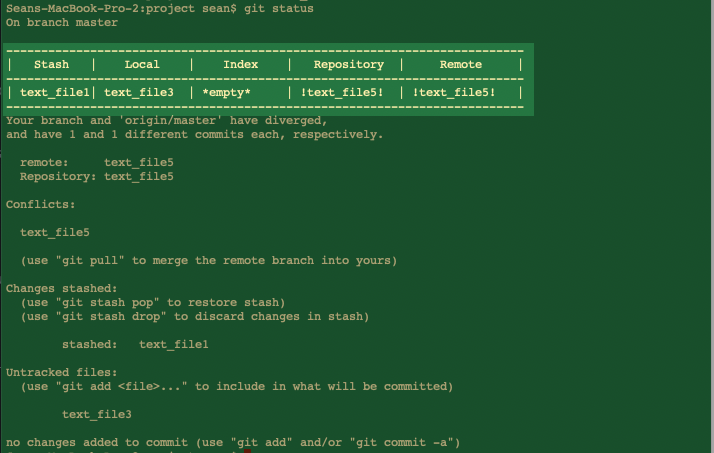 Seans-MacBook-Pro-2:project sean$ git status
On branch master
| Stash | Local | Index | Repository | Remote |
| text_file1| text_file3 | *empty* | !text_file5! | !text_file5! |
Your branch and 'origin/master' have diverged,
and have 1 and 1 different commits each, respectively.
remote: text_file5
Repository: text_file5
Conflicts:
text_file5
(use "git pull" to merge the remote branch into yours)
Changes stashed:
(use "git stash pop" to restore stash)
(use "git stash drop" to discard changes in stash)
stashed: text_file1
Untracked files:
(use "git add <file>..." to include in what will be committed)
text_file3
no changes added to commit (use "git add" and/or "git commit -a")